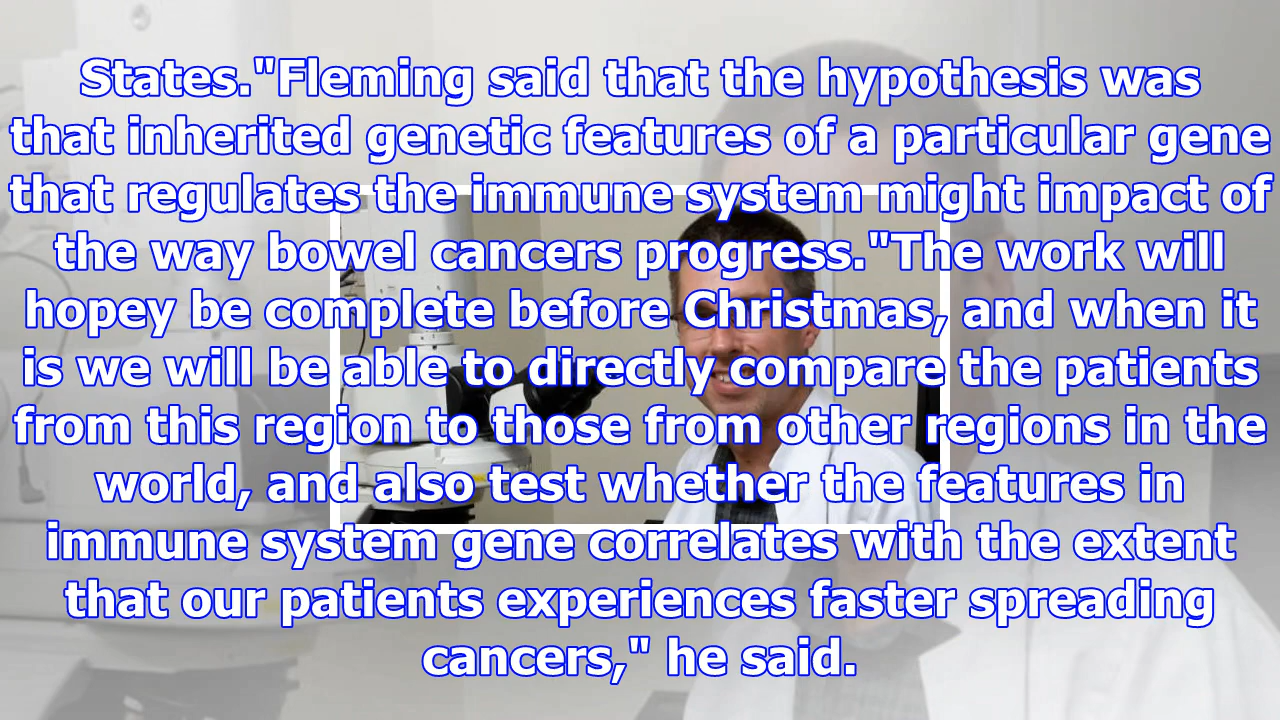 States."Fleming said that the hypothesis was
that inherited genetic features of a particular gene
that regulates the immune system might impact of
the way bowel cancers progress."The work will
hopey be complete before Christmas, and when it
is we will be able to directly compare the patients
from this region to those from other regions in the
world, and also test whether the features in
immune system gene correlates with the extent
that our patients experiences faster spreading
cancers," he said.